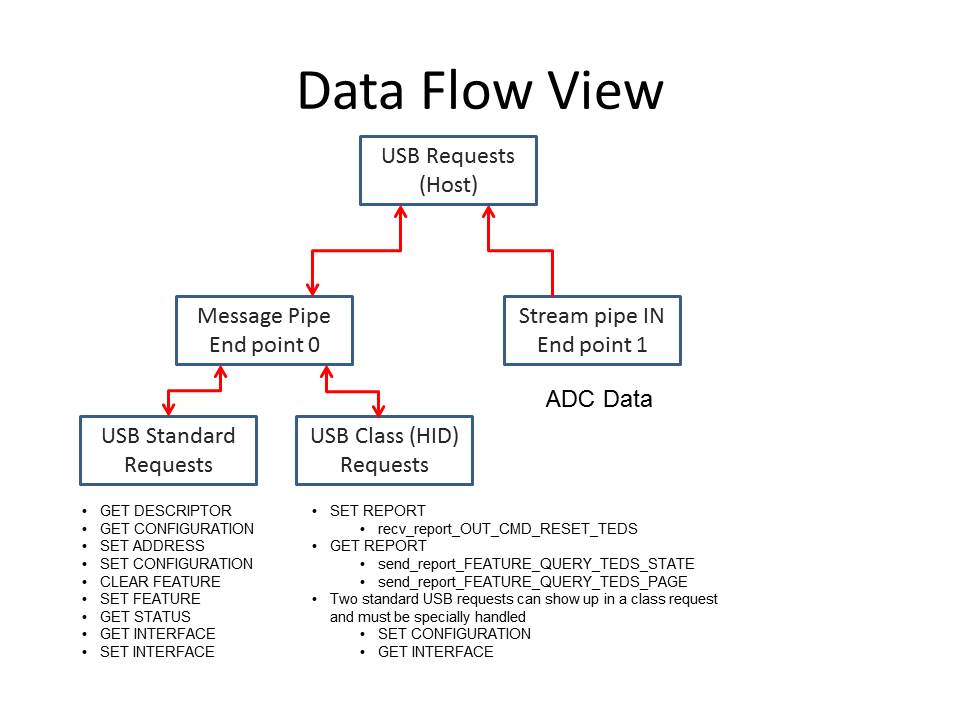 Data Flow View
USB Requests
(Host)
Message Pipe
End point 0
Stream pipe IN
End point 1
ADC Data
USB Standard
Requests
USB Class (HID)
Requests
• GET DESCRIPTOR
• GET CONFIGURATION
• SET ADDRESS
• SET CONFIGURATION
• CLEAR FEATURE
• SET FEATURE
• GET STATUS
• GET INTERFACE
• SET INTERFACE
• SET REPORT
• recv_report_OUT_CMD_RESET_TEDS
• GET REPORT
• send_report_FEATURE_QUERY_TEDS_STATE
• send_report_FEATURE_QUERY_TEDS_PAGE
• Two standard USB requests can show up in a class request
and must be specially handled
• SET CONFIGURATION
• GET INTERFACE